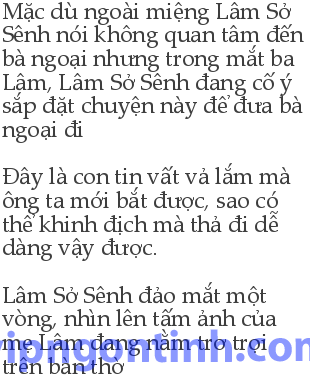 Mặc dù ngoài miệng Lâm Sở
Sênh nói không quan tâm đến
bà ngoại nhưng trong mắt ba
Lâm, Lâm Sở Sênh đang cố ý
sắp đặt chuyện này để đưa bà
ngoại đi
Đây là con tin vất vả lắm mà
ông ta mới bắt được, sao có
thể khinh địch mà thả đi dễ
dàng vậy được.
Lâm Sở Sênh đảo mắt một
vòng, nhìn lên tấm ảnh của
mẹ Lâm đang nằm trơ trọi
trên bàn thờ